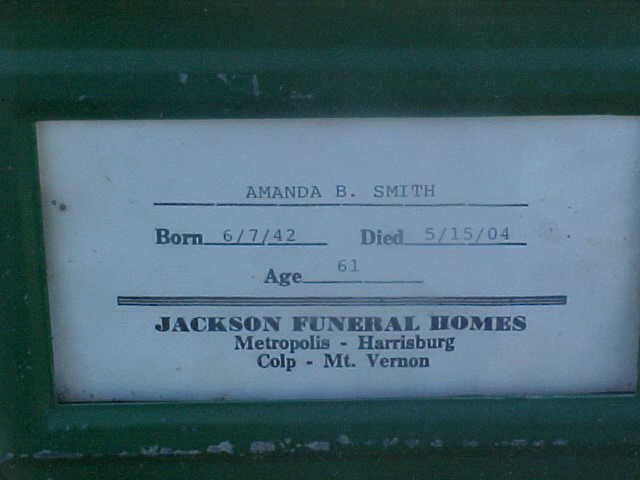 AMANDA B. SMITH
Born 6/7/42 Died 5/15/04
Age 61
JACKSON FUNERAL HOMES
Metropolis - Harrisburg
Colp - Mt. Vernon